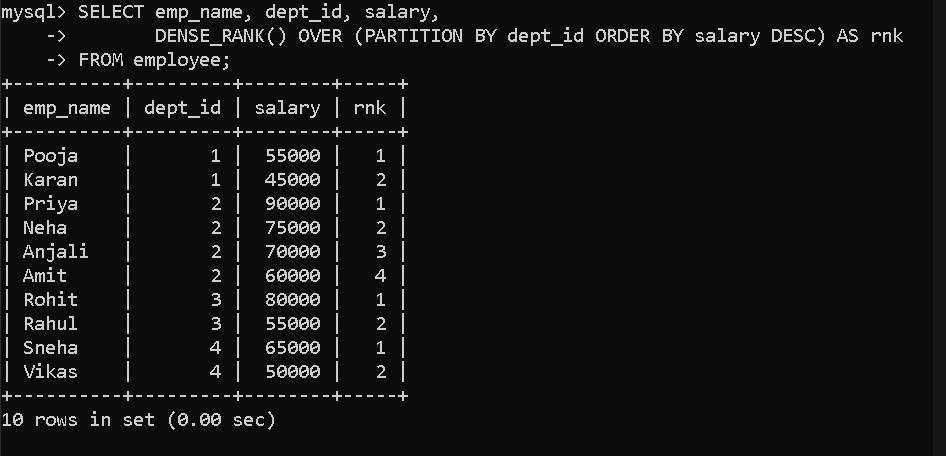 mysql> SELECT emp_name, dept_id, salary,
    ->        DENSE_RANK() OVER (PARTITION BY dept_id ORDER BY salary DESC) AS rnk
    -> FROM employee;
+----------+---------+--------+-----+
| emp_name | dept_id | salary | rnk |
+----------+---------+--------+-----+
| Pooja    |       1 |  55000 |   1 |
| Karan    |       1 |  45000 |   2 |
| Priya    |       2 |  90000 |   1 |
| Neha     |       2 |  75000 |   2 |
| Anjali   |       2 |  70000 |   3 |
| Amit     |       2 |  60000 |   4 |
| Rohit    |       3 |  80000 |   1 |
| Rahul    |       3 |  55000 |   2 |
| Sneha    |       4 |  65000 |   1 |
| Vikas    |       4 |  50000 |   2 |
+----------+---------+--------+-----+
10 rows in set (0.00 sec)